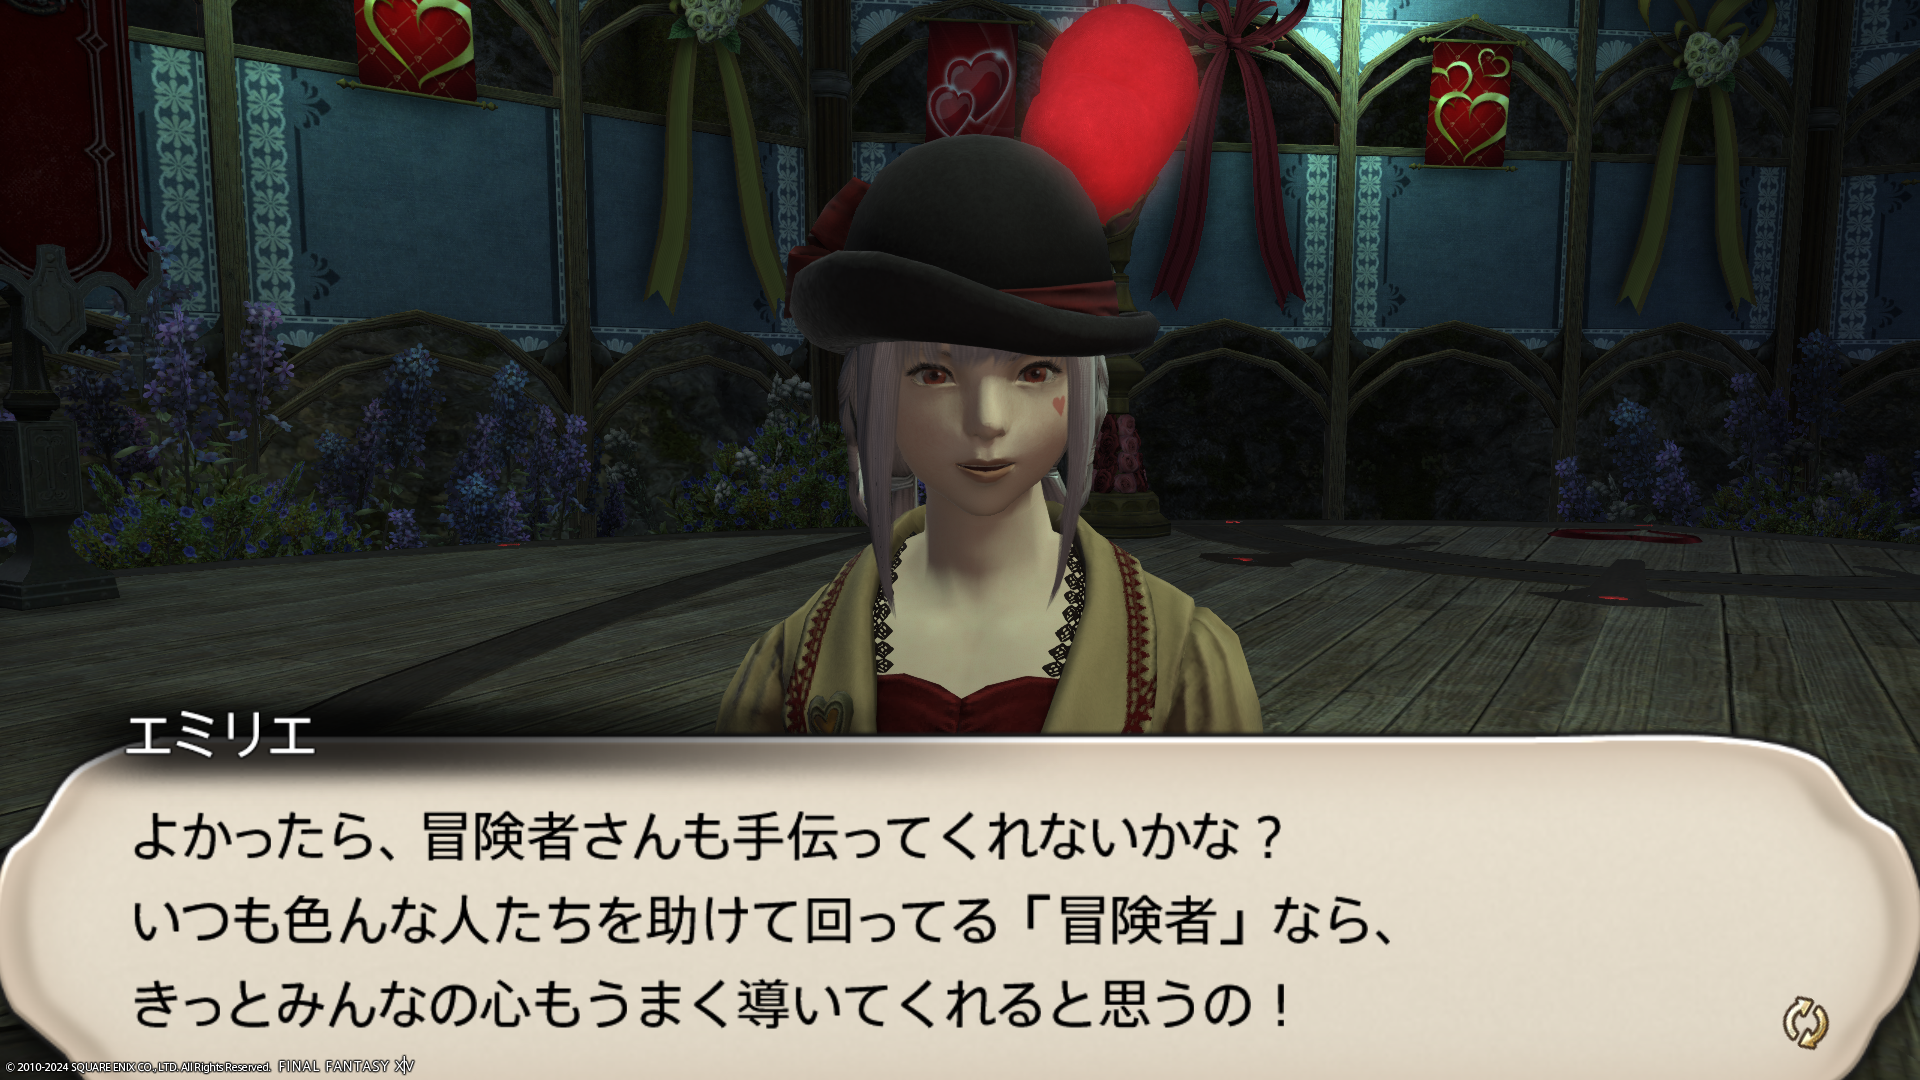 エミリエ
よかったら、冒険者さんも手伝ってくれないかな？
いつも色んな人たちを助けて回ってる「冒険者」なら、
きっとみんなの心もうまく導いてくれると思うの！
© 2010-2024 SQUARE ENIX CO., LTD. All Rights Reserved. FINAL FANTASY XIV